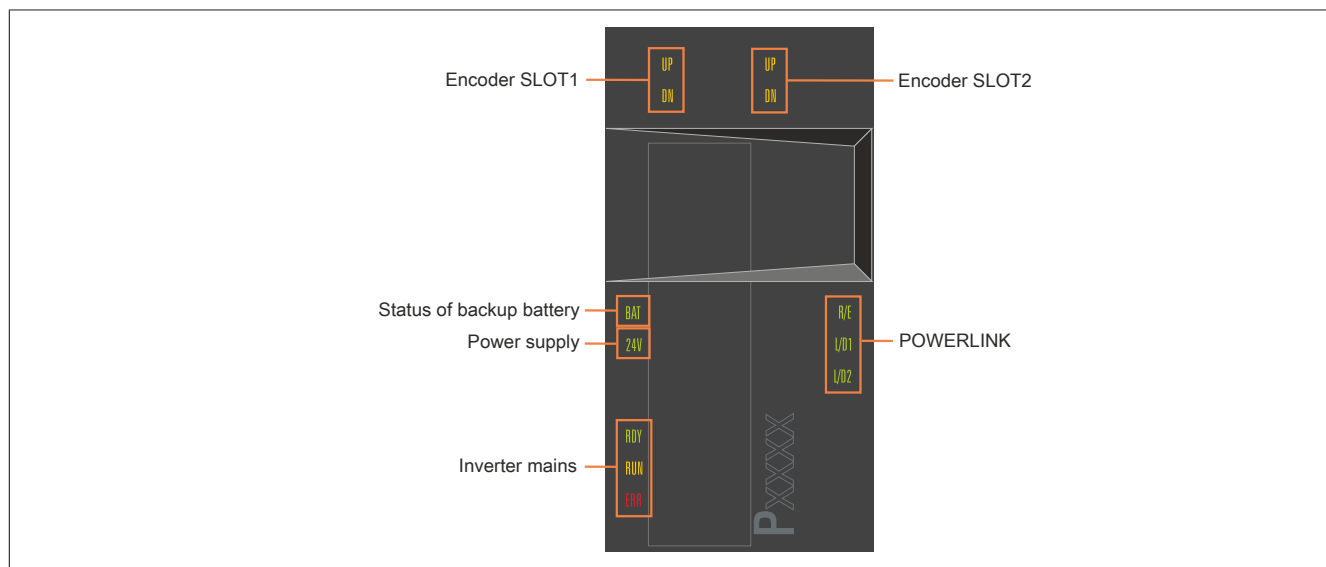 UP
UP
Encoder SLOT1
Encoder SLOT2
DN
DN
Status of backup battery
BAT
R/E
Power supply
24V
L/D1
POWERLINK
L/D2
RDY
Inverter mains
RUN
ERR
PXXXXX